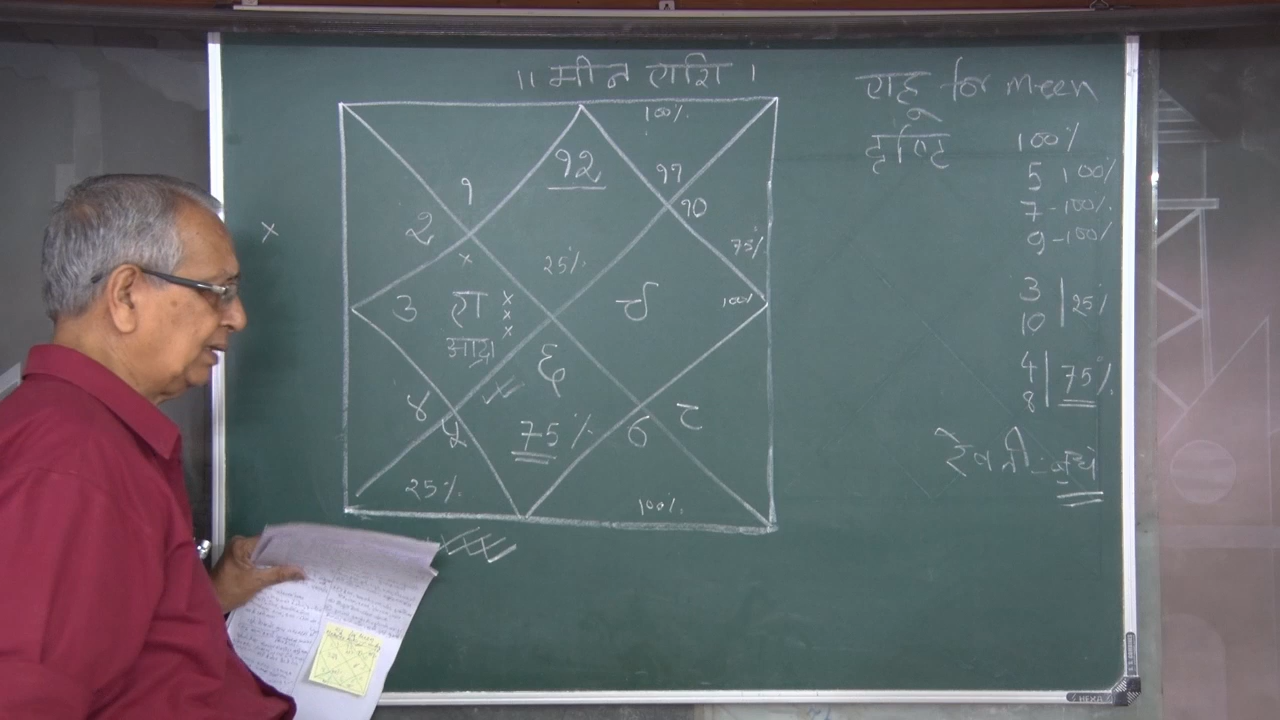 ॥ मीन राशि ।
राहू for meen
दृष्टि 100%
5 100%
7-100%
9-100%
3
10 25%
4
8 75%
रेवती-बुध
100%
१२
११
१०
75%
१
२
x
x
25%
३ रा x
x
x
आर्द्रा
९
100%
६
४
५
75%
७
८
25%
100%